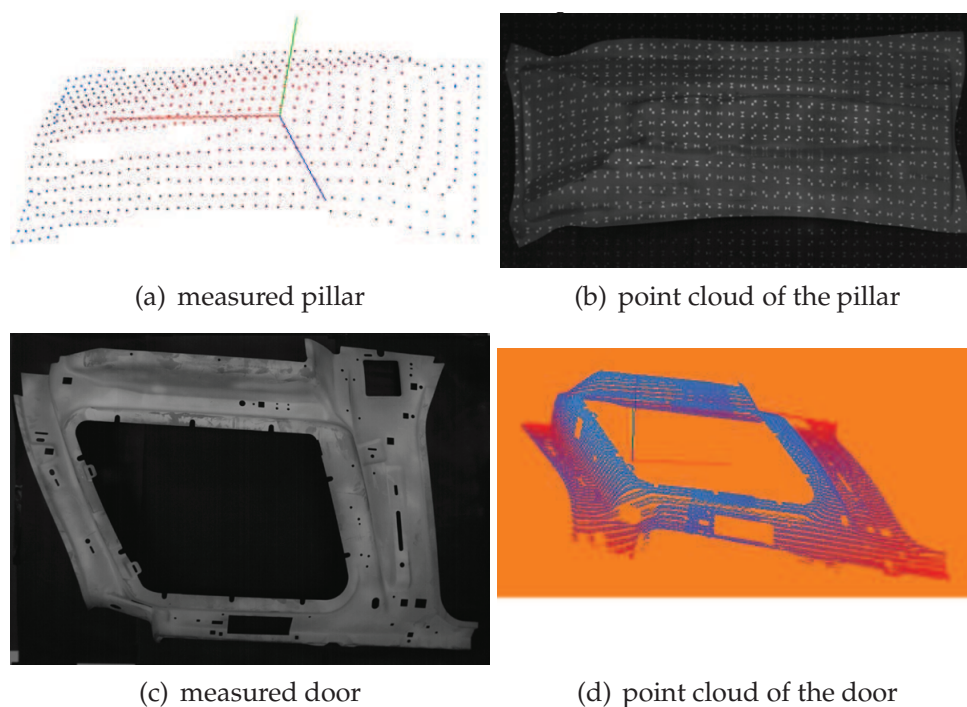 (a) measured pillar
(b) point cloud of the pillar
(c) measured door
(d) point cloud of the door